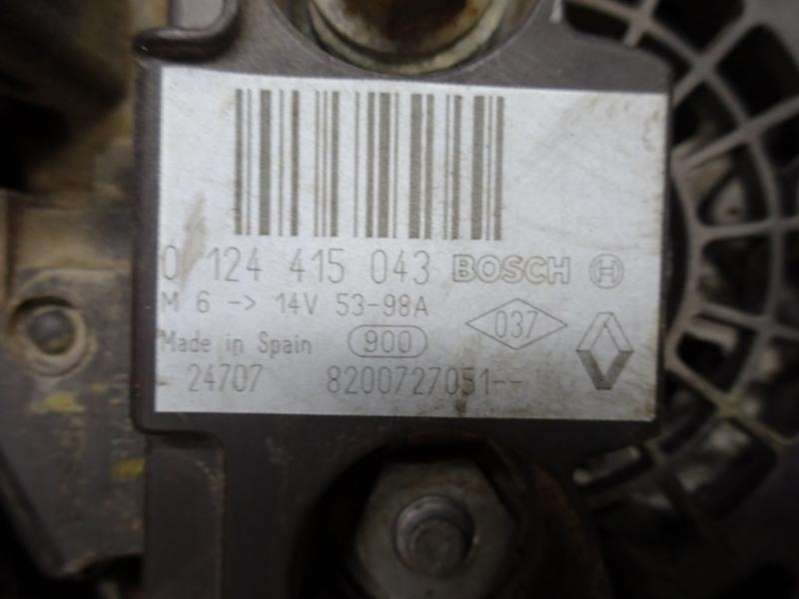 0 124 415 043 BOSCH
M 6 -> 14V 53-98A 037
Made in Spain 900
- 24707 8200727051--